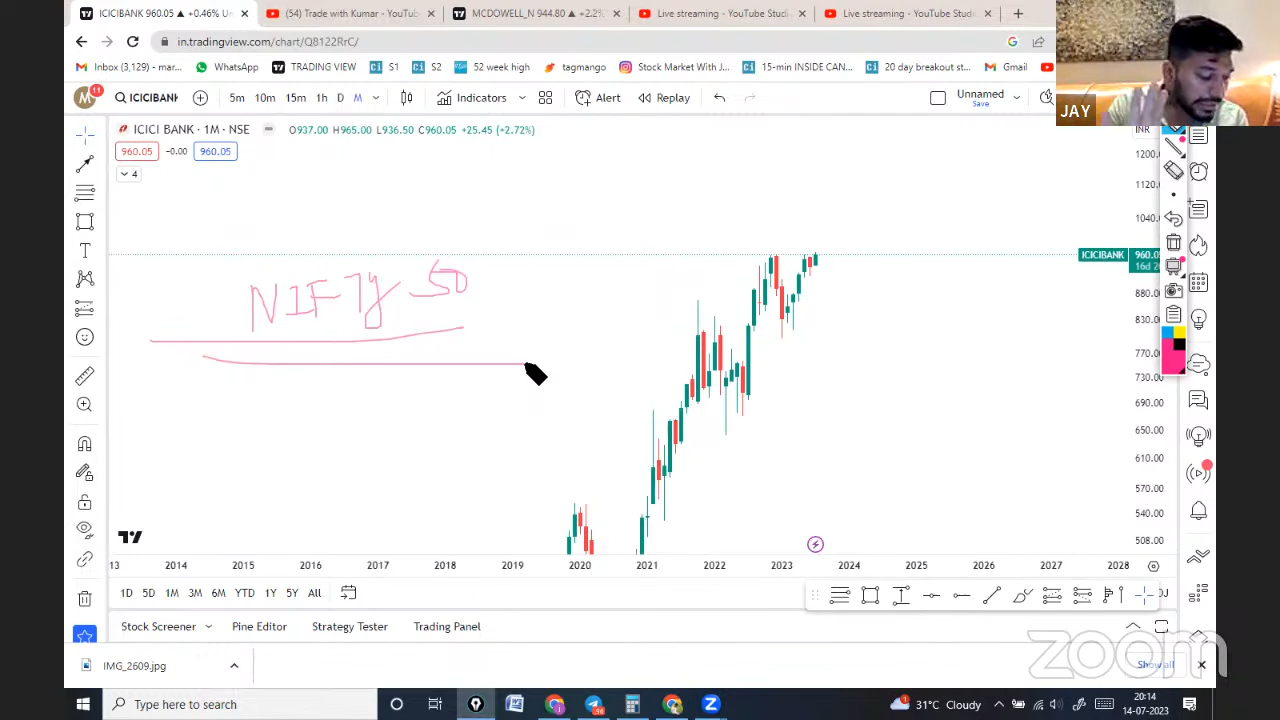 ICICIBANK 960.05 ▲ +0.46% Un
(54) Trade with Kumar - YouTub
MCDOWELL_N 944.80 ▲ +2.2%
Live streaming - YouTube Studi
Live streaming - YouTube Studi
in.tradingview.com/chart/Q8122RrC/
Inbox (3,129) - mar
WhatsApp
TRADING VIEW
S1
S2
52 week high
tagmango
Stock Market With J
15-min INSIDE CAN
20 day breakout st
Gmail
JAY
M
11
ICICIBANK
5m
10m
15m
1h
D
M
Indicators
Alert
Replay
Unnamed
Save
ICICI BANK · 1M · NSE
O937.00 H965.00 L936.50 C960.05 +25.45 (+2.72%)
INR
960.05
-0.00
960.05
4
1200.
1120.
1040.
ICICIBANK
960.05
16d 2
880.00
830.00
770.00
730.00
690.00
650.00
610.00
570.00
540.00
508.00
NIFTy 50
13
2014
2015
2016
2017
2018
2019
2020
2021
2022
2023
2024
2025
2026
2027
2028
1D
5D
1M
3M
6M
YTD
1Y
5Y
All
Stock Screener
Pine Editor
Strategy Tester
Trading Panel
IMG_2609.jpg
Show all
zoom
Type here to search
31°C Cloudy
20:14
14-07-2023